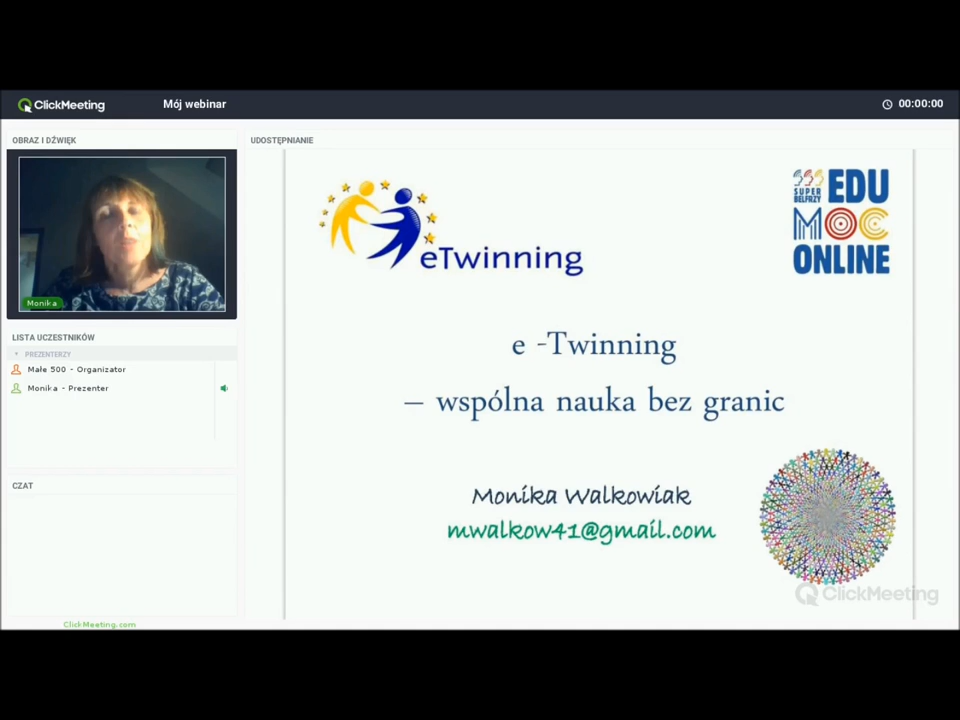 ClickMeeting
Mój webinar
00:00:00
OBRAZ I DŹWIĘK
UDOSTĘPNIANIE
Monika
LISTA UCZESTNIKÓW
PREZENTERZY
Małe 500 - Organizator
Monika - Prezenter
CZAT
ClickMeeting.com
eTwinning
SUPER
BELFRZY
EDU
MOC
ONLINE
e -Twinning
– wspólna nauka bez granic
Monika Walkowiak
mwalkow41@gmail.com
ClickMeeting